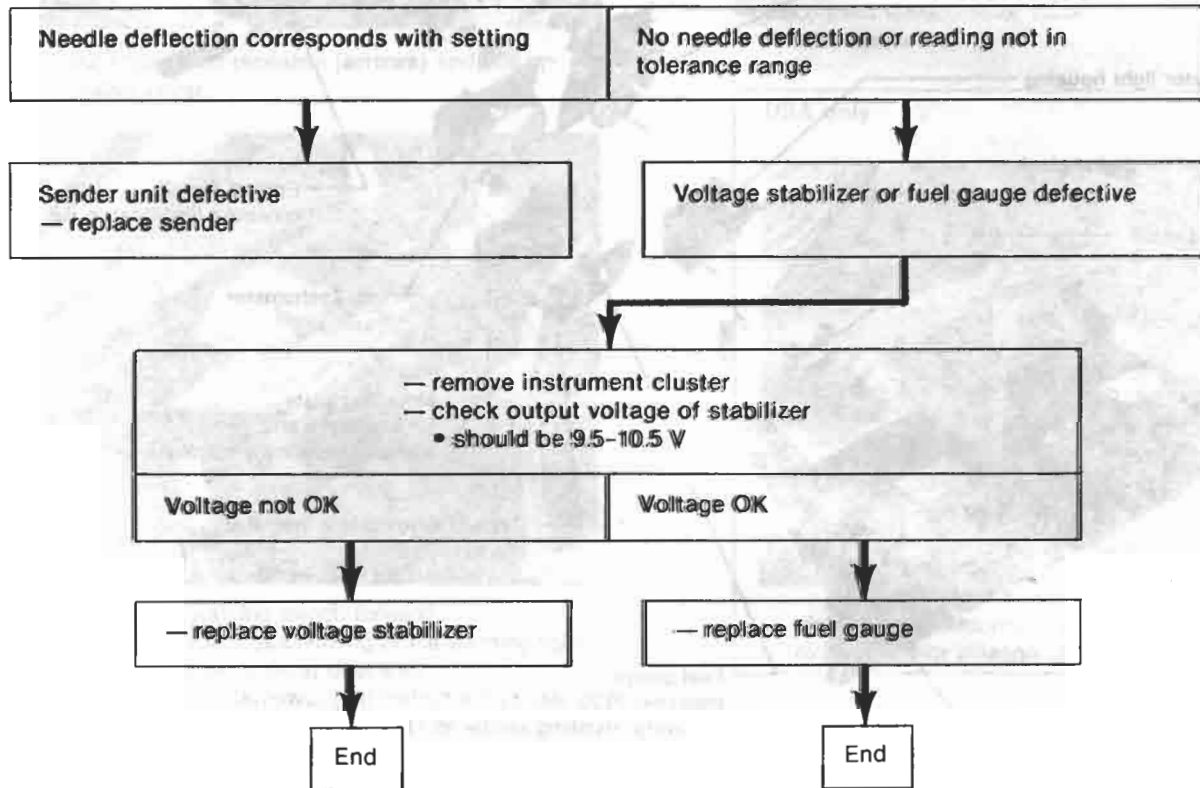 Needle deflection corresponds with setting
No needle deflection or reading not in
tolerance range
Sender unit defective
— replace sender
Voltage stabilizer or fuel gauge defective
— remove instrument cluster
— check output voltage of stabilizer
• should be 9.5–10.5 V
Voltage not OK
Voltage OK
— replace voltage stabillizer
— replace fuel gauge
End
End